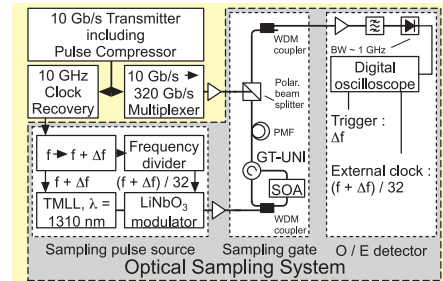 10 Gb/s Transmitter
including
Pulse Compressor
10 GHz
Clock
Recovery
10 Gb/s
320 Gb/s
Multiplexer
f f + Δf
Frequency
divider
f + Δf
(f + Δf) / 32
TMLL, λ =
1310 nm
LiNbO3
modulator
Sampling pulse source
WDM
coupler
Polar.
beam
splitter
PMF
GT-UNI
SOA
WDM
coupler
Sampling gate
BW ~ 1 GHz
Digital
oscilloscope
Trigger :
Δf
External clock :
(f + Δf) / 32
O / E detector
Optical Sampling System